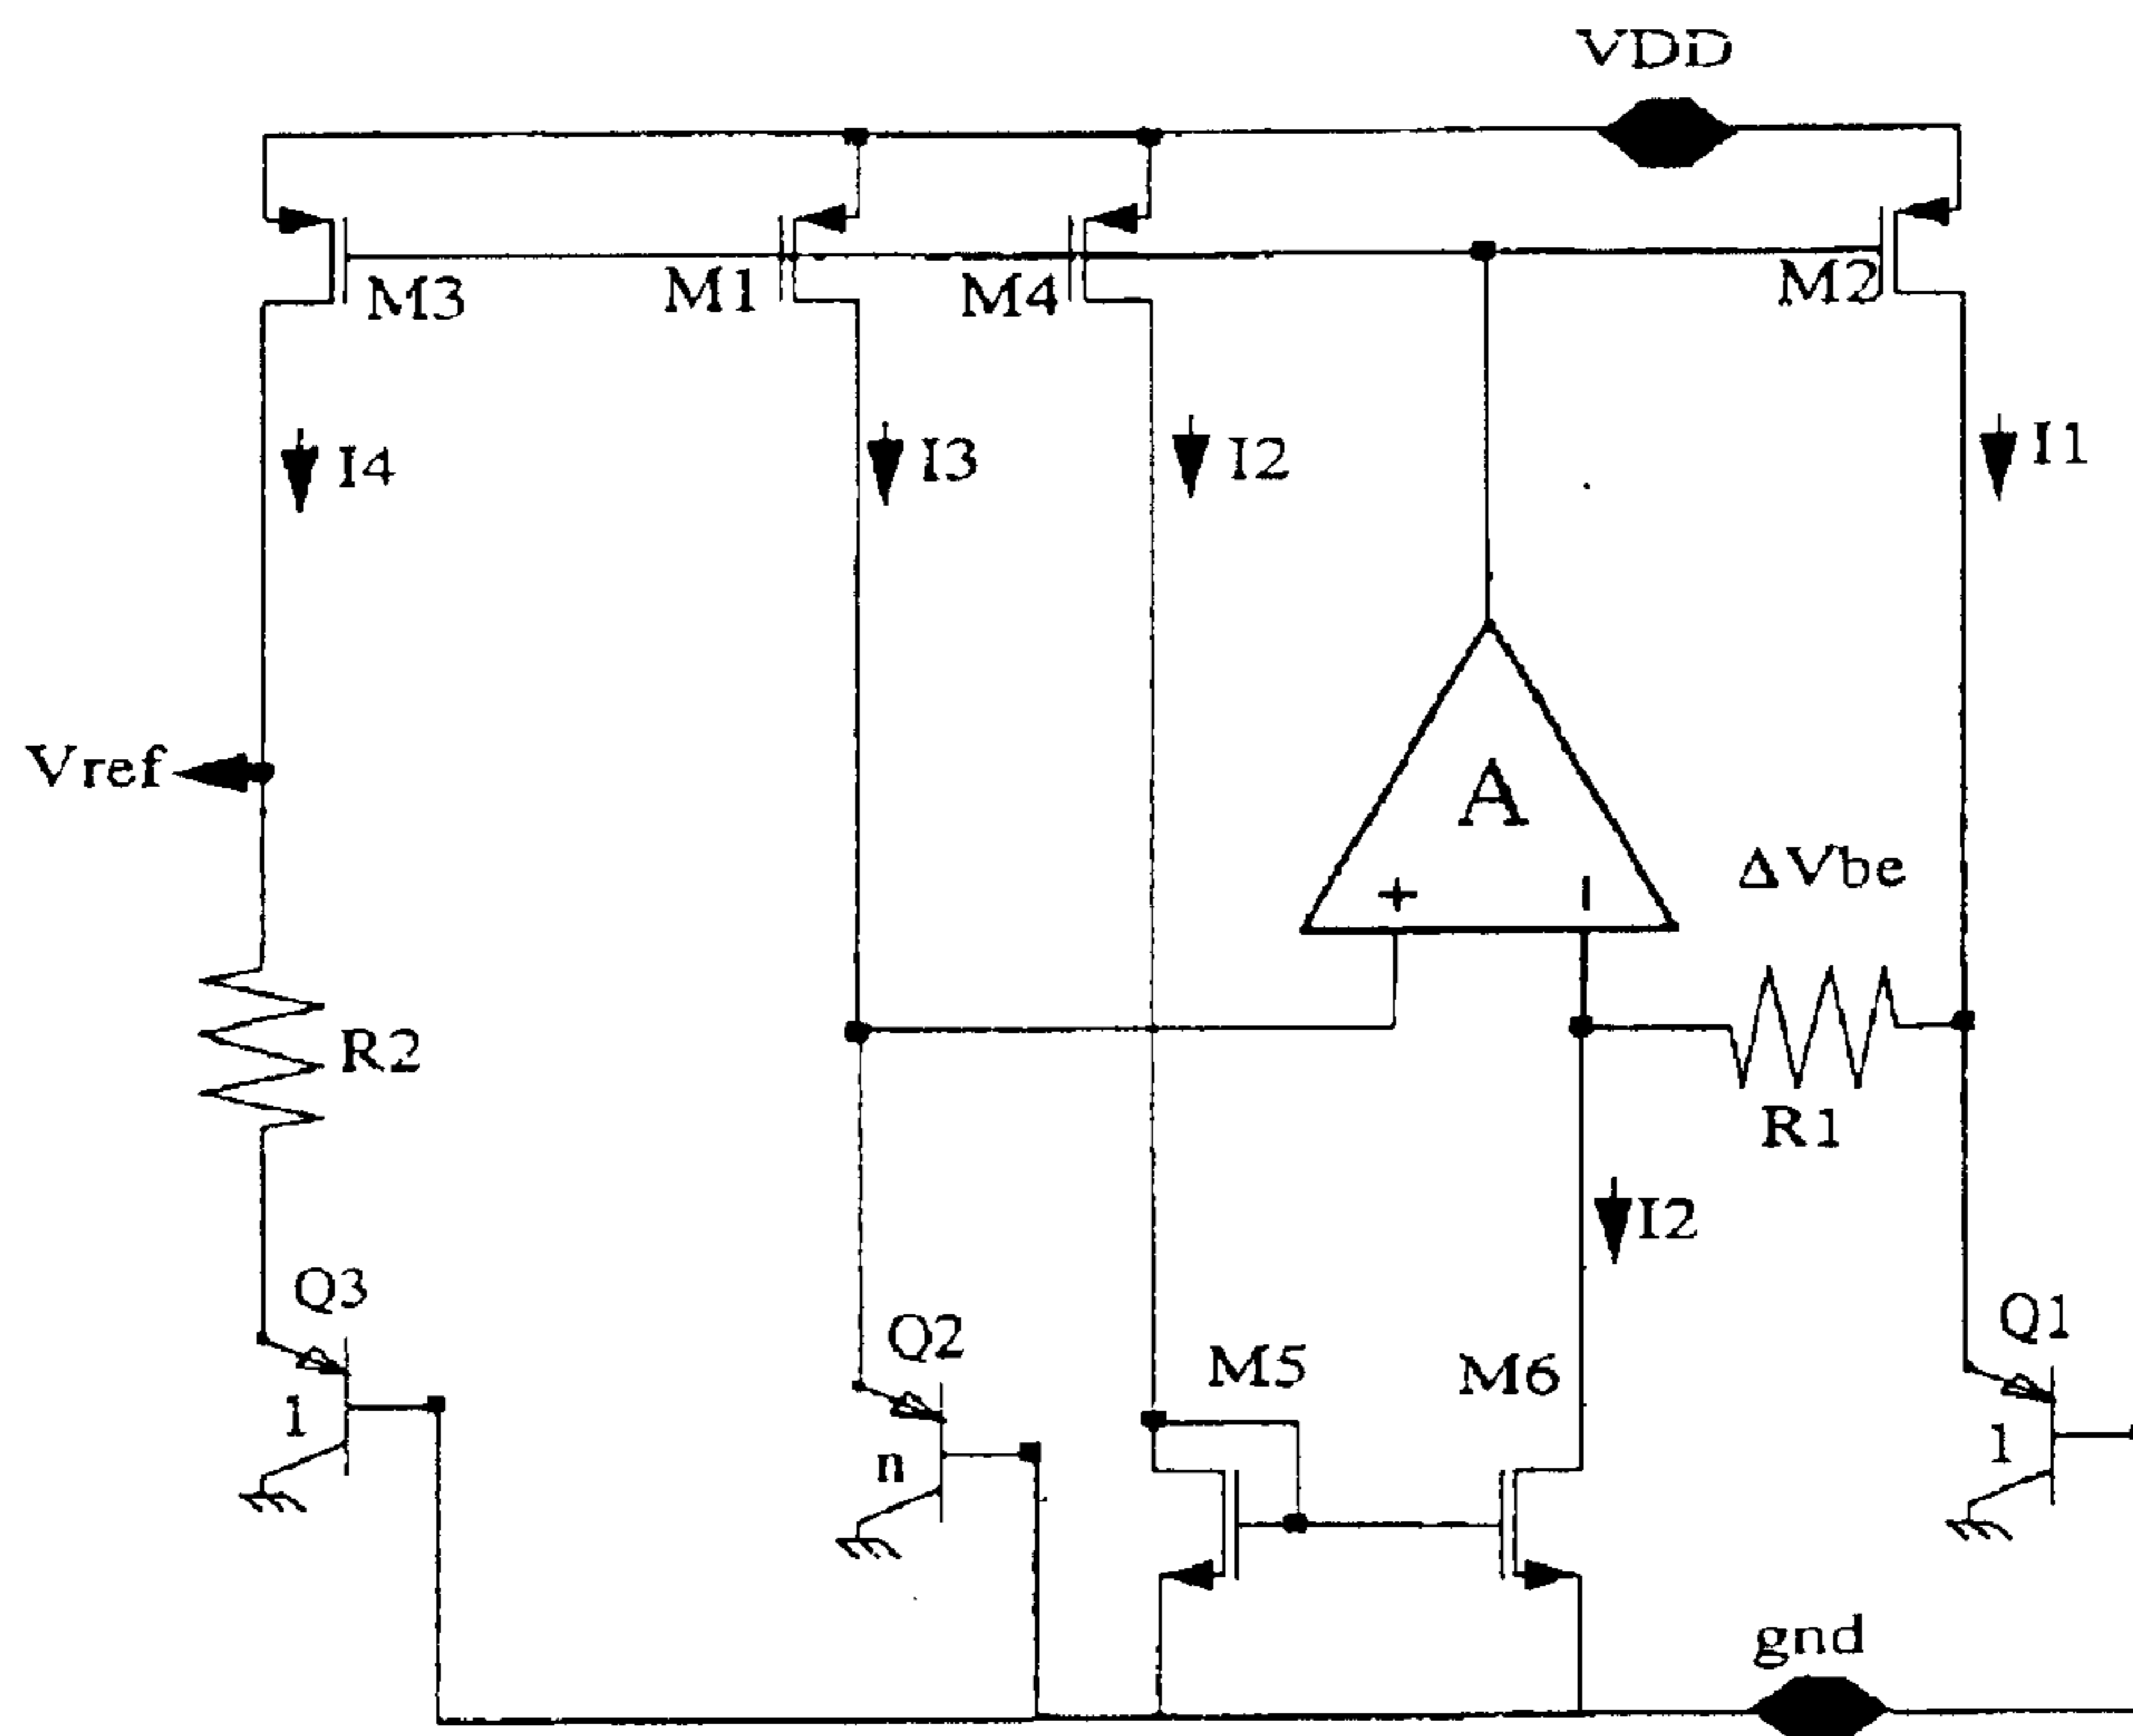 VDD
M3
M1
M4
M2
I4
I3
I2
I1
Vref
A
+
−
ΔVbe
R2
R1
I2
Q3
Q2
M5
M6
Q1
1
n
1
gnd